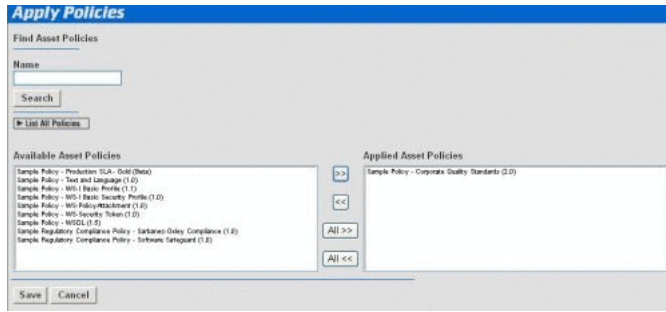 Apply Policies
Find Asset Policies
Name
Search
List All Policies
Available Asset Policies
Sample Policy - Production SLA - Gold (Beta)
Sample Policy - Text and Language (1.0)
Sample Policy - WS-I Basic Profile (1.1)
Sample Policy - WS-I Basic Security Profile (1.0)
Sample Policy - WS-PolicyAttachment (1.0)
Sample Policy - WS-Security Token (1.0)
Sample Policy - WSDL (1.5)
Sample Regulatory Compliance Policy - Sarbanes-Oxley Compliance (1.0)
Sample Regulatory Compliance Policy - Software Safeguard (1.0)
>>
<<
All >>
All <<
Applied Asset Policies
Sample Policy - Corporate Quality Standards (2.0)
Save Cancel